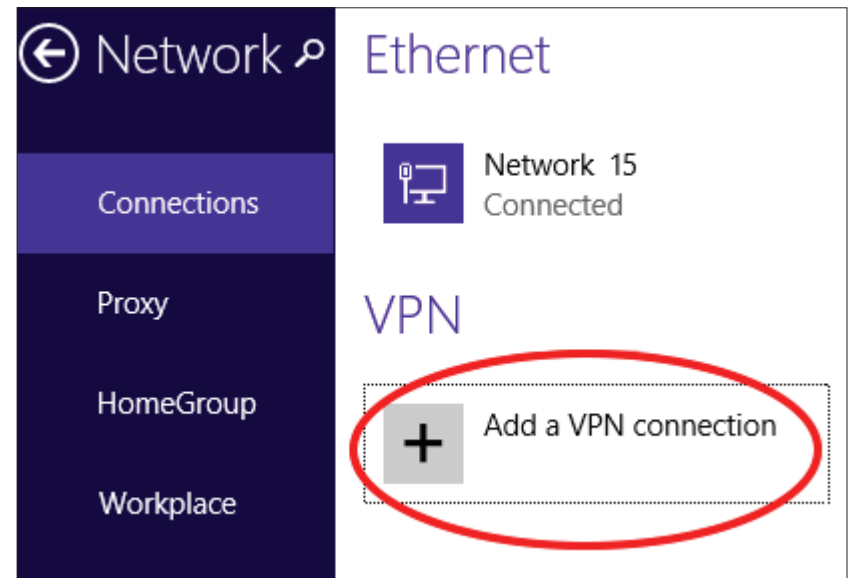 Network
Connections
Proxy
HomeGroup
Workplace
Ethernet
Network 15
Connected
VPN
Add a VPN connection